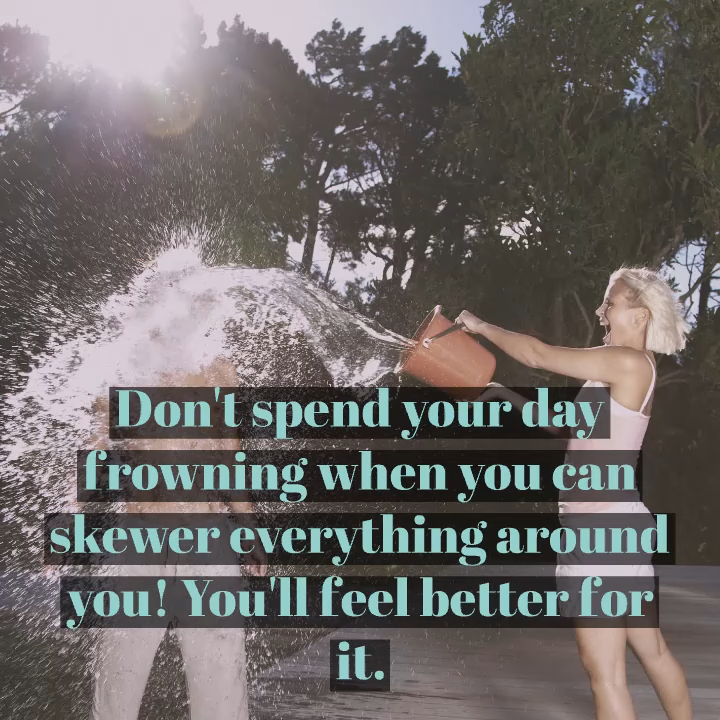 Don't spend your day
frowning when you can
skewer everything around
you! You'll feel better for
it.